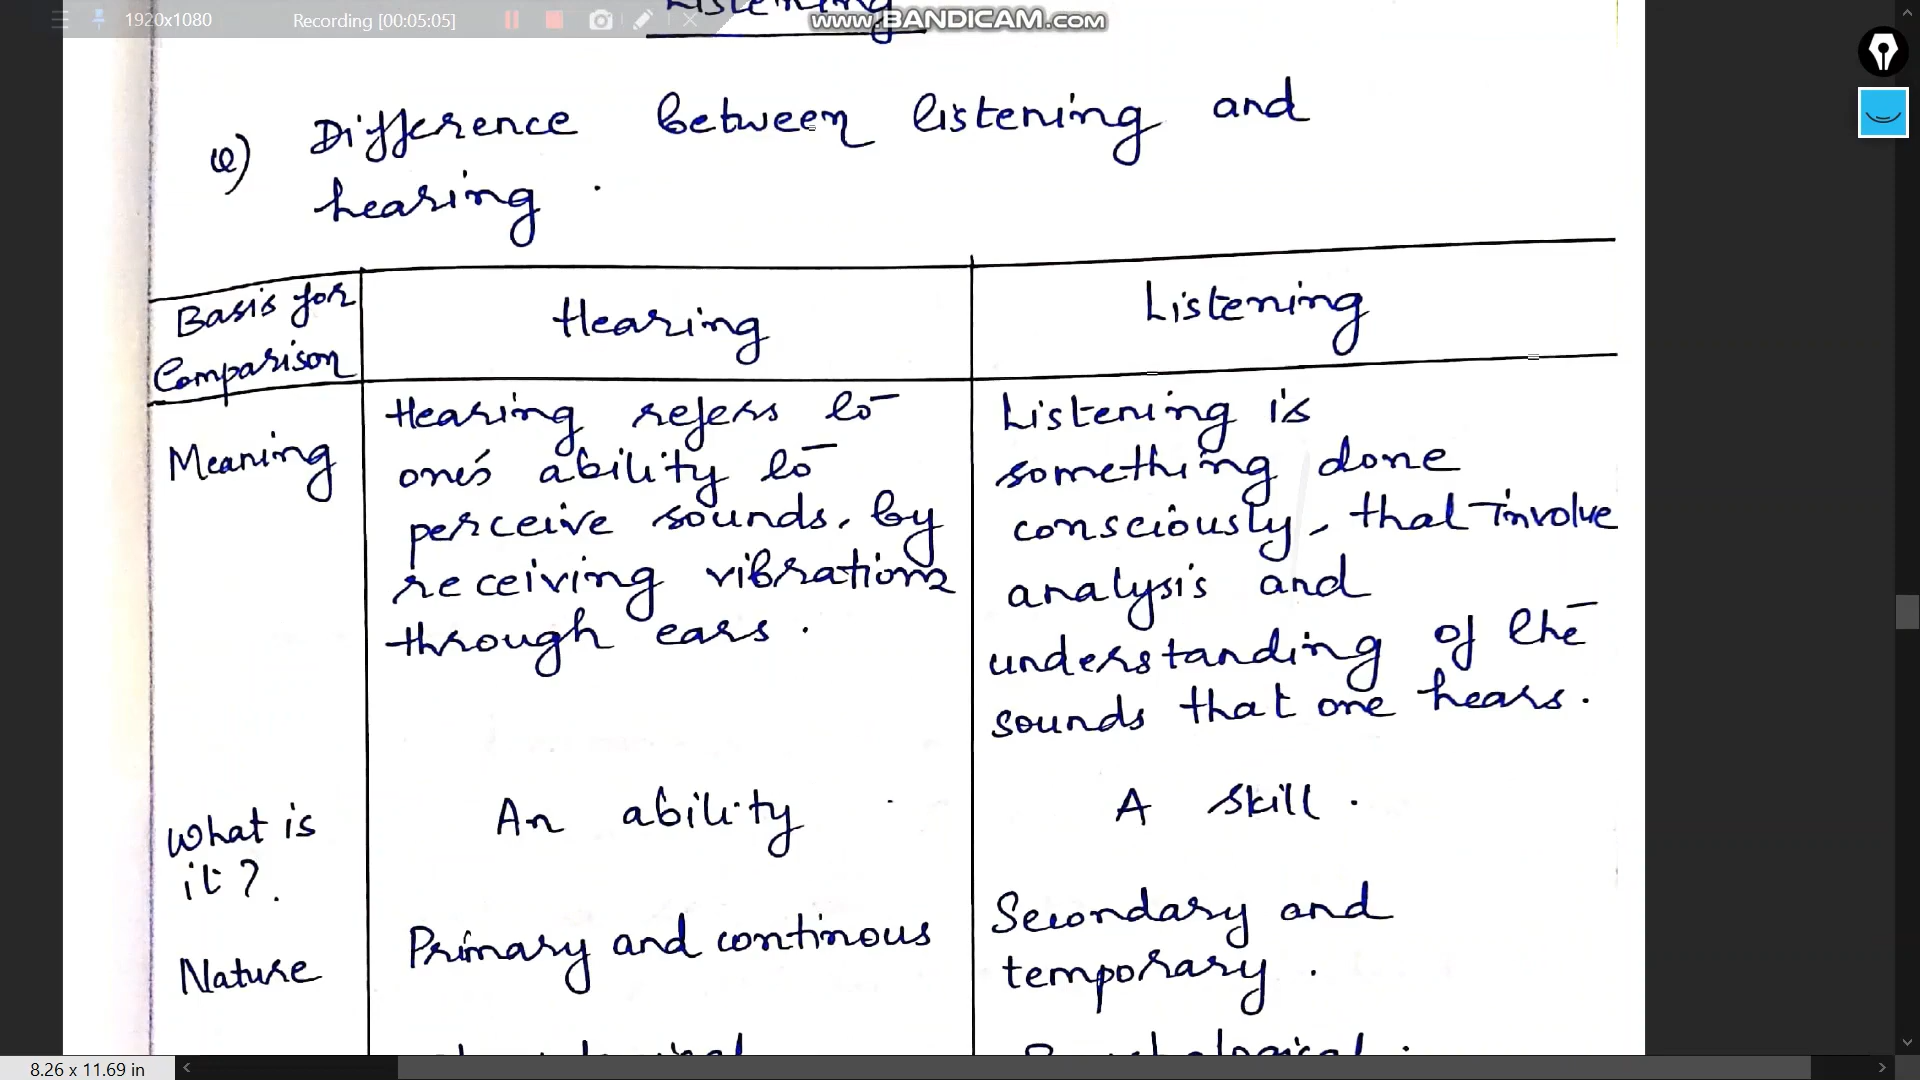 1920x1080
Recording [00:05:05]
www.BANDICAM.com
Listening
Q) Difference between listening and
hearing.
Basis for
Comparison
Hearing
Listening
Meaning
Hearing refers to
one's ability to
perceive sounds, by
receiving vibrations
through ears.
Listening is
something done
consciously, that involve
analysis and
understanding of the
sounds that one hears.
What is
it?
An ability
A skill.
Nature
Primary and continous
Secondary and
temporary.
Psychological.
8.26 x 11.69 in